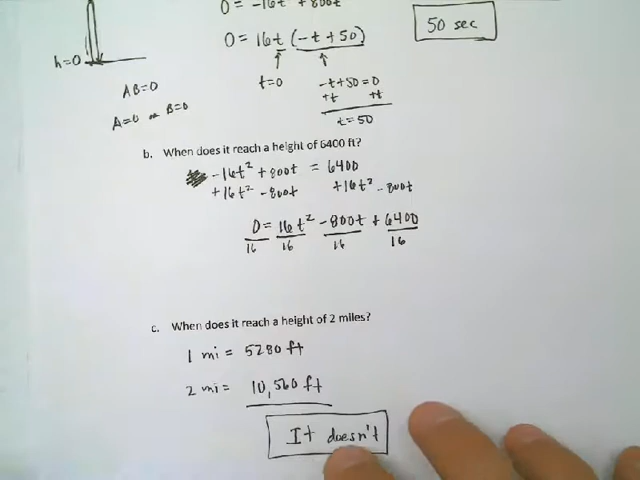 0 = -16t² + 800t
50 sec
0 = 16t (-t + 50)
h=0
t=0
-t+50=0
+t +t
t=50
AB=0
A=0 or B=0
b. When does it reach a height of 6400 ft?
-16t² + 800t = 6400
+16t² - 800t +16t² - 800t
0 = 16t² - 800t + 6400
16 16 16 16
c. When does it reach a height of 2 miles?
1 mi = 5280 ft
2 mi = 10,560 ft
It doesn't